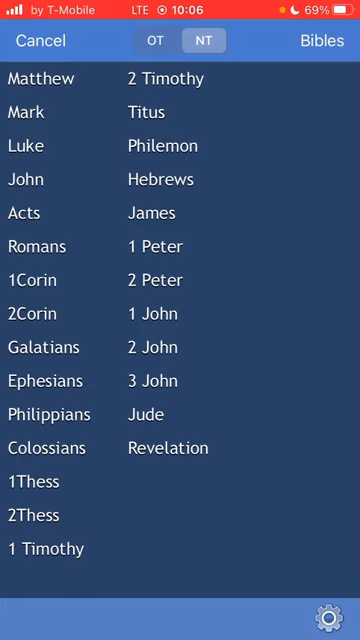 by T-Mobile LTE 10:06 69%
Cancel OT NT Bibles
Matthew 2 Timothy
Mark Titus
Luke Philemon
John Hebrews
Acts James
Romans 1 Peter
1Corin 2 Peter
2Corin 1 John
Galatians 2 John
Ephesians 3 John
Philippians Jude
Colossians Revelation
1Thess
2Thess
1 Timothy